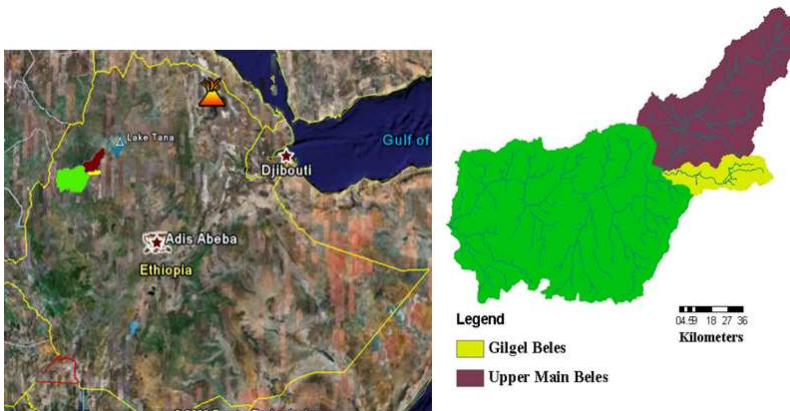 Lake Tana
Gulf of
Djibouti
Adis Abeba
Ethiopia
Legend
Gilgel Beles
Upper Main Beles
04.59 18 27 36
Kilometers